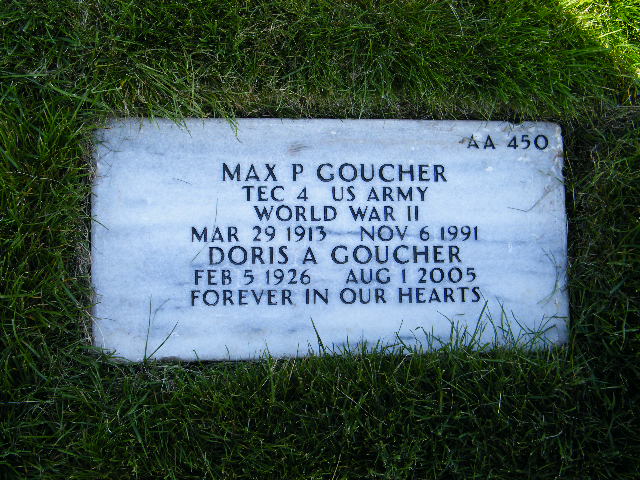 AA 450
MAX P GOUCHER
TEC 4 US ARMY
WORLD WAR II
MAR 29 1913 NOV 6 1991
DORIS A GOUCHER
FEB 5 1926 AUG 1 2005
FOREVER IN OUR HEARTS